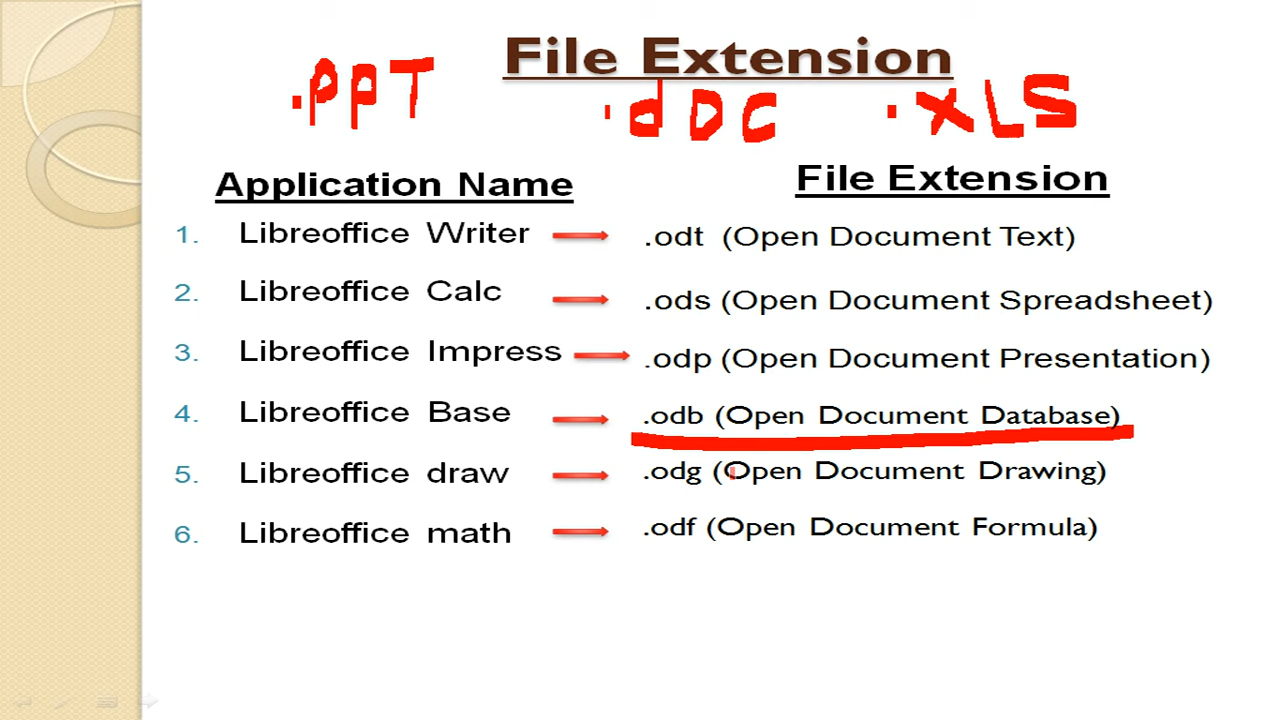 File Extension
.PPT .dOC .XLS
Application Name File Extension
1. Libreoffice Writer .odt (Open Document Text)
2. Libreoffice Calc .ods (Open Document Spreadsheet)
3. Libreoffice Impress .odp (Open Document Presentation)
4. Libreoffice Base .odb (Open Document Database)
5. Libreoffice draw .odg (Open Document Drawing)
6. Libreoffice math .odf (Open Document Formula)